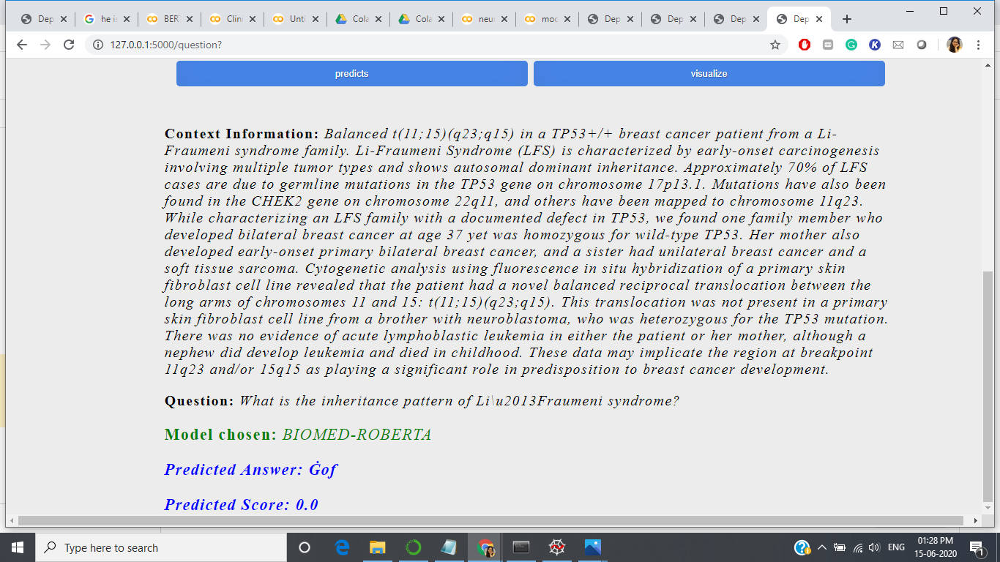 Dep
he is
BER
Clini
Unti
Cola
Cola
neur
moc
Dep
Dep
Dep
Dep
127.0.0.1:5000/question?
predicts
visualize
Context Information: Balanced t(11;15)(q23;q15) in a TP53+/+ breast cancer patient from a Li-
Fraumeni syndrome family. Li-Fraumeni Syndrome (LFS) is characterized by early-onset carcinogenesis
involving multiple tumor types and shows autosomal dominant inheritance. Approximately 70% of LFS
cases are due to germline mutations in the TP53 gene on chromosome 17p13.1. Mutations have also been
found in the CHEK2 gene on chromosome 22q11, and others have been mapped to chromosome 11q23.
While characterizing an LFS family with a documented defect in TP53, we found one family member who
developed bilateral breast cancer at age 37 yet was homozygous for wild-type TP53. Her mother also
developed early-onset primary bilateral breast cancer, and a sister had unilateral breast cancer and a
soft tissue sarcoma. Cytogenetic analysis using fluorescence in situ hybridization of a primary skin
fibroblast cell line revealed that the patient had a novel balanced reciprocal translocation between the
long arms of chromosomes 11 and 15: t(11;15)(q23;q15). This translocation was not present in a primary
skin fibroblast cell line from a brother with neuroblastoma, who was heterozygous for the TP53 mutation.
There was no evidence of acute lymphoblastic leukemia in either the patient or her mother, although a
nephew did develop leukemia and died in childhood. These data may implicate the region at breakpoint
11q23 and/or 15q15 as playing a significant role in predisposition to breast cancer development.
Question: What is the inheritance pattern of Li\u2013Fraumeni syndrome?
Model chosen: BIOMED-ROBERTA
Predicted Answer: Ġof
Predicted Score: 0.0
Type here to search
ENG
01:28 PM
15-06-2020
1